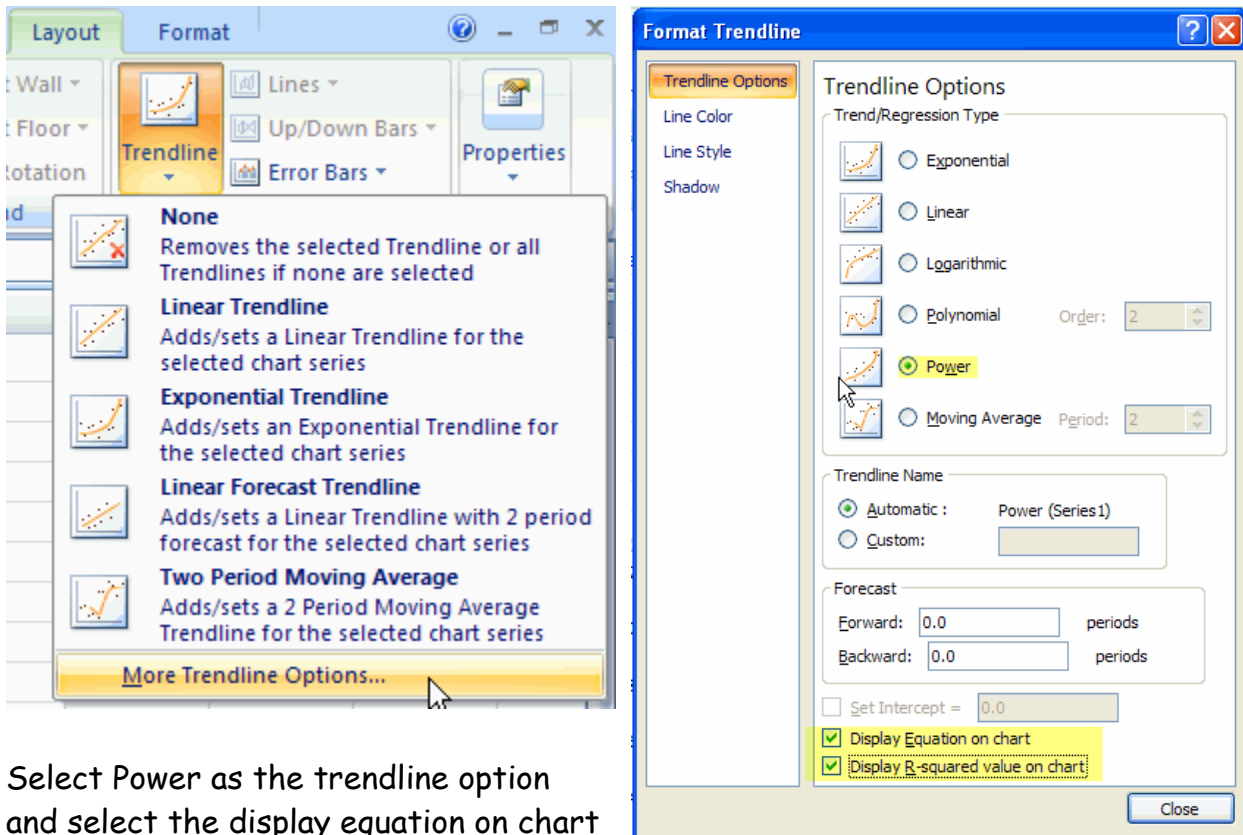 Layout Format
t Wall
Trendline
Lines
t Floor
Up/Down Bars
Properties
Rotation
Error Bars
None
Removes the selected Trendline or all
Trendlines if none are selected
Linear Trendline
Adds/sets a Linear Trendline for the
selected chart series
Exponential Trendline
Adds/sets an Exponential Trendline for
the selected chart series
Linear Forecast Trendline
Adds/sets a Linear Trendline with 2 period
forecast for the selected chart series
Two Period Moving Average
Adds/sets a 2 Period Moving Average
Trendline for the selected chart series
More Trendline Options...
Select Power as the trendline option
and select the display equation on chart
Format Trendline
Trendline Options
Line Color
Line Style
Shadow
Trendline Options
Trend/Regression Type
Exponential
Linear
Logarithmic
Polynomial Order: 2
Power
Moving Average Period: 2
Trendline Name
Automatic : Power (Series1)
Custom:
Forecast
Forward: 0.0 periods
Backward: 0.0 periods
Set Intercept = 0.0
Display Equation on chart
Display R-squared value on chart
Close